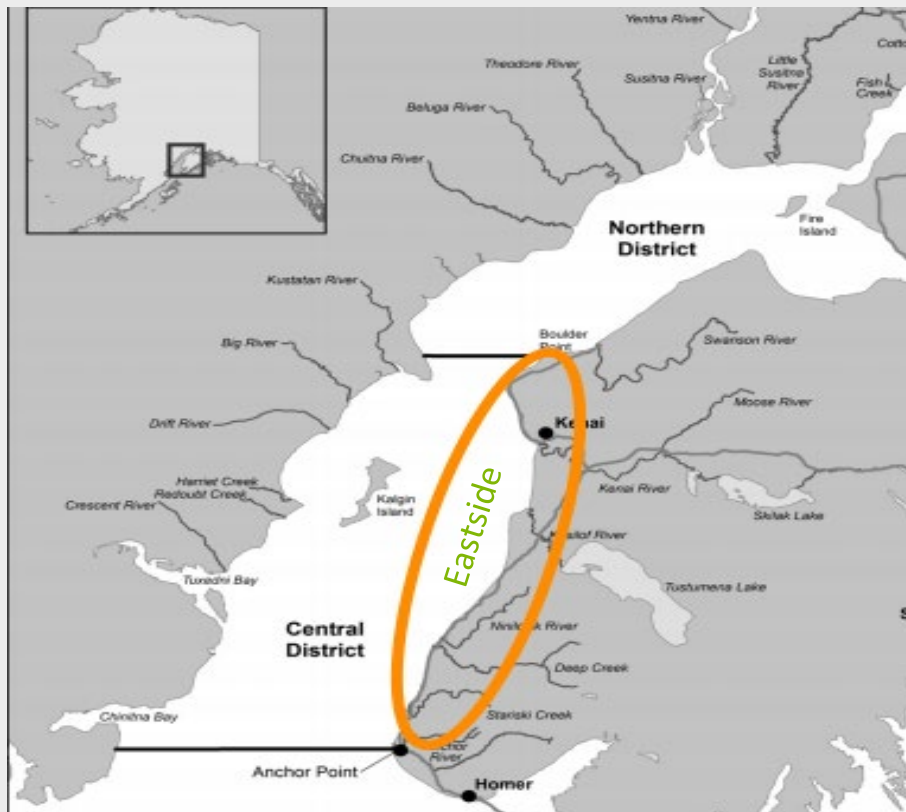 Yentna River
Theodore River
Susitna River
Little
Susitna
River
Fish
Creek
Beluga River
Chuitna River
Northern
District
Fire
Island
Kustatan River
Boulder
Swanson River
Big River
Moose River
Kenai
Drift River
Harriet Creek
Redoubt Creek
Kenai River
Crescent River
Kalgin
Island
Eastside
Skilak Lake
River
Tuxedni Bay
Tustumena Lake
Central
District
Ninilchik River
Deep Creek
Chinitna Bay
Stariski Creek
River
Anchor Point
Homer